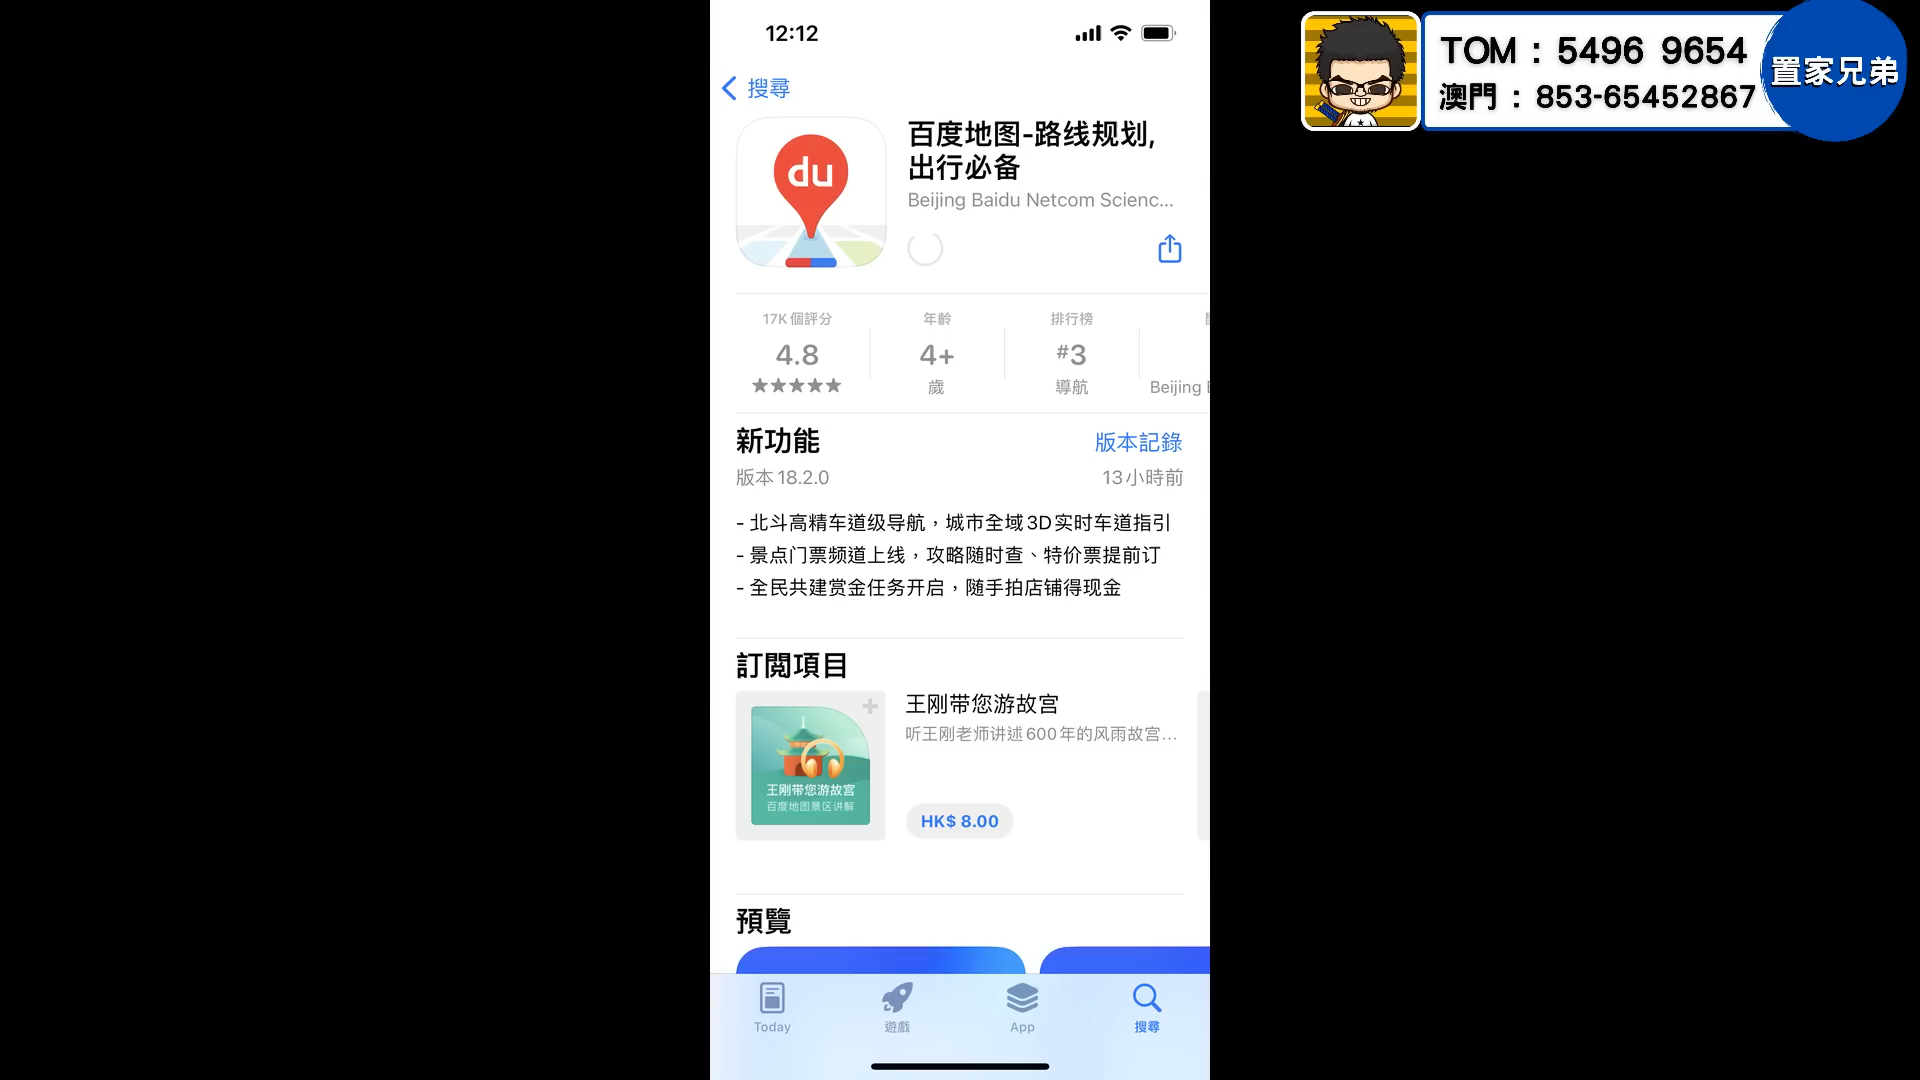 12:12
搜尋
du
百度地图-路线规划,
出行必备
Beijing Baidu Netcom Scienc...
17K 個評分
年齡
排行榜
4.8
4+
#3
★★★★★
歲
導航
Beijing
新功能
版本記錄
版本 18.2.0
13 小時前
- 北斗高精车道级导航，城市全域3D实时车道指引
- 景点门票频道上线，攻略随时查、特价票提前订
- 全民共建赏金任务开启，随手拍店铺得现金
訂閱項目
王刚带您游故宫
听王刚老师讲述600年的风雨故宫...
王刚带您游故宫
百度地图景区讲解
HK$ 8.00
預覽
Today
遊戲
App
搜尋
TOM : 5496 9654
澳門 : 853-65452867
置家兄弟